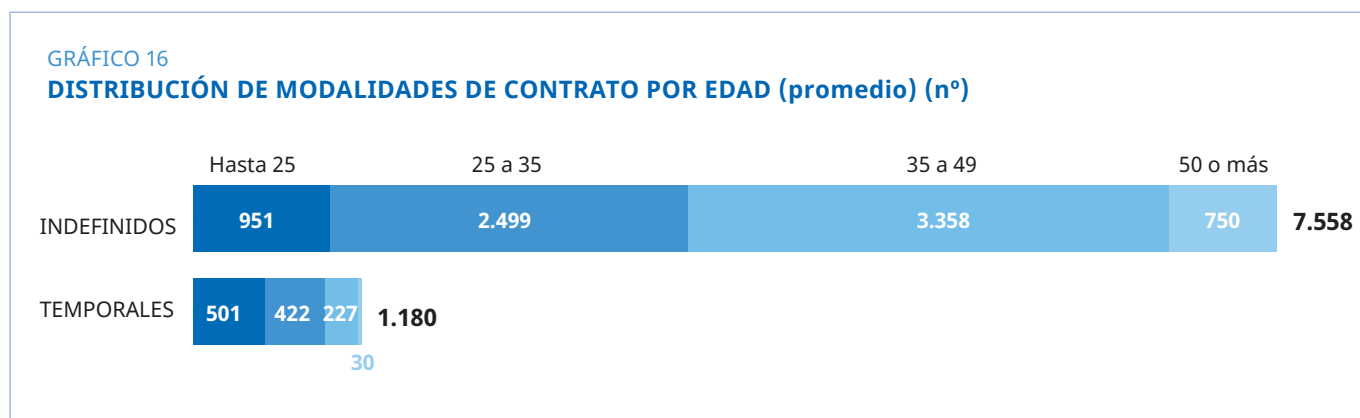 GRÁFICO 16
DISTRIBUCIÓN DE MODALIDADES DE CONTRATO POR EDAD (promedio) (nº)
Hasta 25 25 a 35 35 a 49 50 o más
INDEFINIDOS 951 2.499 3.358 750 7.558
TEMPORALES 501 422 227 1.180
30